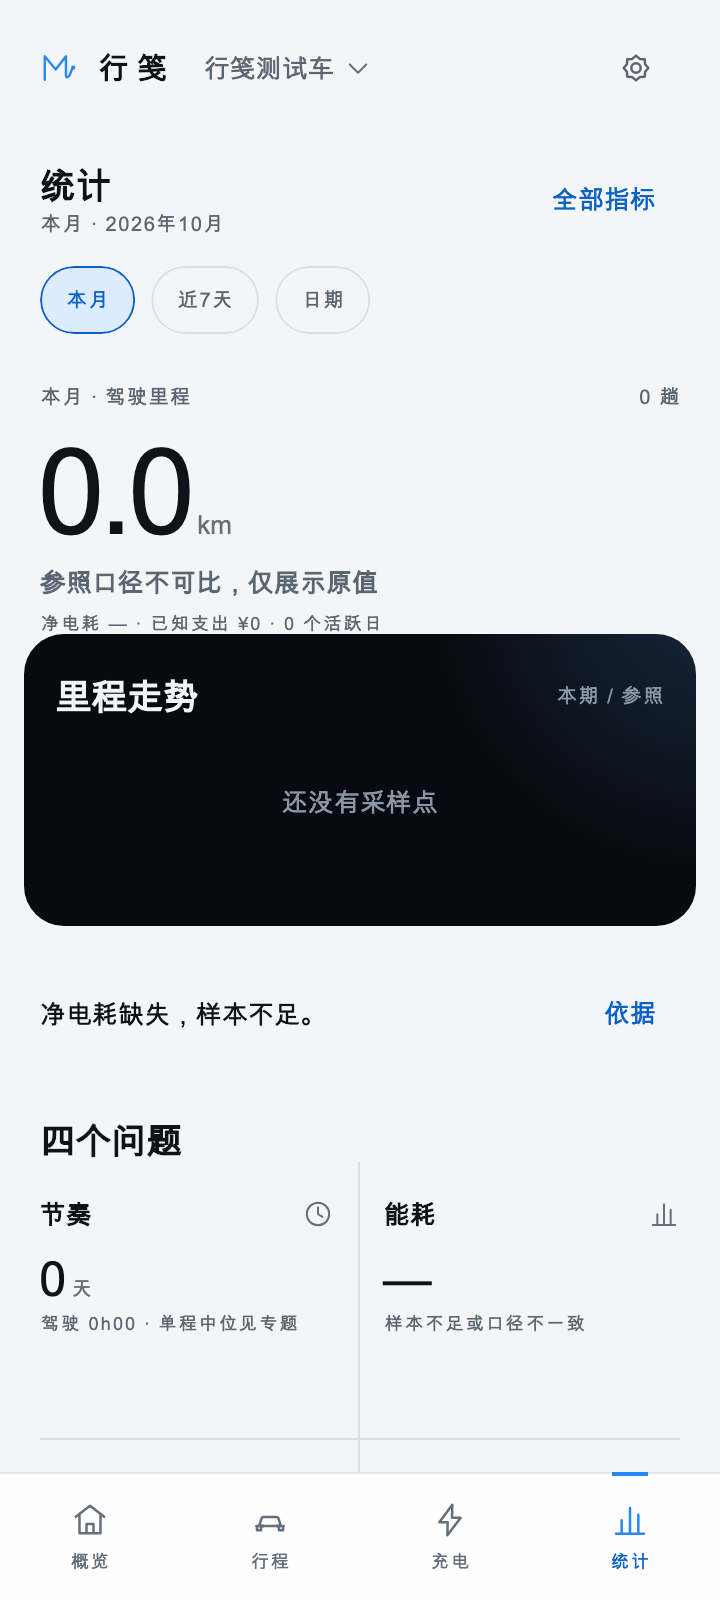 行笺 行笺测试车
统计
全部指标
本月 · 2026年10月
本月 近7天 日期
本月 · 驾驶里程 0 趟
0.0 km
参照口径不可比，仅展示原值
净电耗 — · 已知支出 ¥0 · 0 个活跃日
里程走势 本期 / 参照
还没有采样点
净电耗缺失，样本不足。 依据
四个问题
节奏 能耗
0 天 —
驾驶 0h00 · 单程中位见专题 样本不足或口径不一致
概览 行程 充电 统计